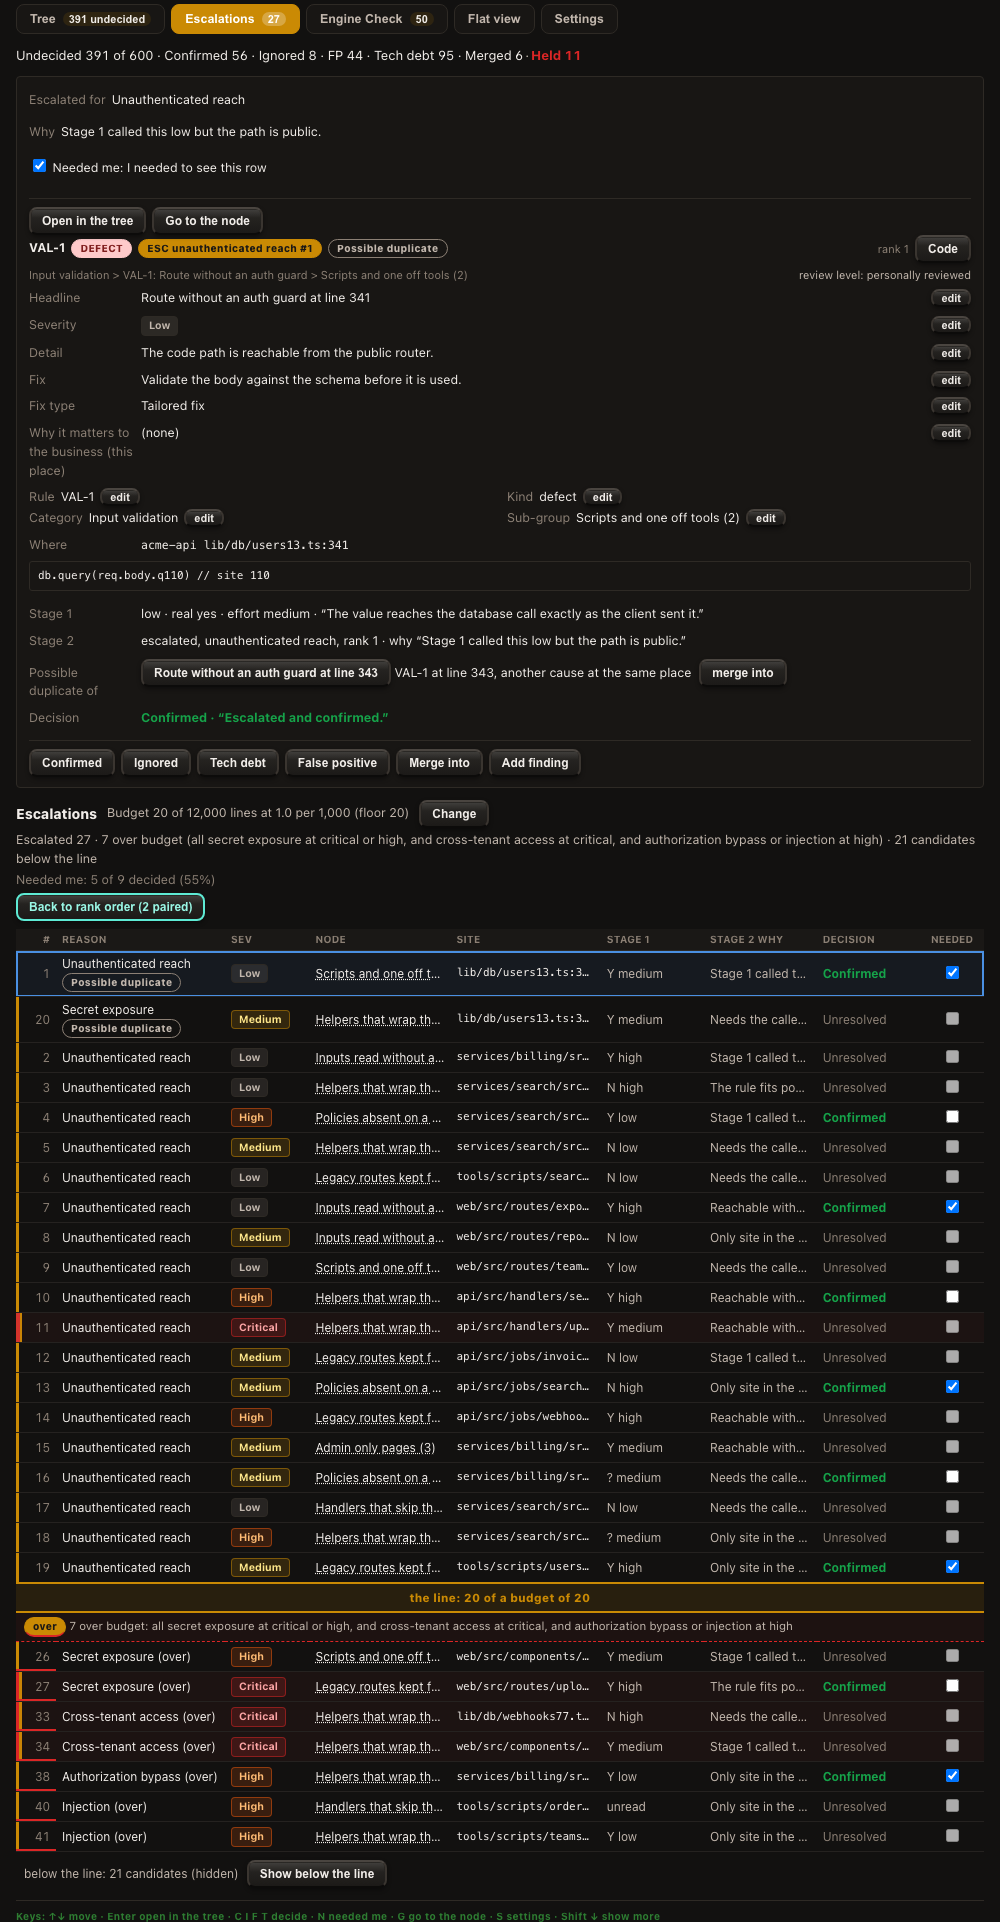 Tree 391 undecided Escalations 27 Engine Check 50 Flat view Settings
Undecided 391 of 600 · Confirmed 56 · Ignored 8 · FP 44 · Tech debt 95 · Merged 6 · Held 11
Escalated for Unauthenticated reach
Why Stage 1 called this low but the path is public.
Needed me: I needed to see this row
Open in the tree Go to the node
VAL-1 DEFECT ESC unauthenticated reach #1 Possible duplicate rank 1 Code
Input validation > VAL-1: Route without an auth guard > Scripts and one off tools (2) review level: personally reviewed
Headline Route without an auth guard at line 341 edit
Severity Low edit
Detail The code path is reachable from the public router. edit
Fix Validate the body against the schema before it is used. edit
Fix type Tailored fix edit
Why it matters to the business (this place) (none) edit
Rule VAL-1 edit Kind defect edit
Category Input validation edit Sub-group Scripts and one off tools (2) edit
Where acme-api lib/db/users13.ts:341
db.query(req.body.q110) // site 110
Stage 1 low · real yes · effort medium · “The value reaches the database call exactly as the client sent it.”
Stage 2 escalated, unauthenticated reach, rank 1 · why “Stage 1 called this low but the path is public.”
Possible duplicate of Route without an auth guard at line 343 VAL-1 at line 343, another cause at the same place merge into
Decision Confirmed · “Escalated and confirmed.”
Confirmed Ignored Tech debt False positive Merge into Add finding
Escalations Budget 20 of 12,000 lines at 1.0 per 1,000 (floor 20) Change
Escalated 27 · 7 over budget (all secret exposure at critical or high, and cross-tenant access at critical, and authorization bypass or injection at high) · 21 candidates
below the line
Needed me: 5 of 9 decided (55%)
Back to rank order (2 paired)
# REASON SEV NODE SITE STAGE 1 STAGE 2 WHY DECISION NEEDED
1 Unauthenticated reach Possible duplicate Low Scripts and one off t... lib/db/users13.ts:3… Y medium Stage 1 called t... Confirmed
20 Secret exposure Possible duplicate Medium Helpers that wrap th... lib/db/users13.ts:3… Y medium Needs the calle... Unresolved
2 Unauthenticated reach Low Inputs read without a... services/billing/sr… Y high Stage 1 called t... Unresolved
3 Unauthenticated reach Low Helpers that wrap th... services/search/src… N high The rule fits po... Unresolved
4 Unauthenticated reach High Policies absent on a ... services/search/src… Y low Stage 1 called t... Confirmed
5 Unauthenticated reach Medium Helpers that wrap th... services/search/src… N low Needs the calle... Unresolved
6 Unauthenticated reach Low Legacy routes kept f... tools/scripts/searc… N low Needs the calle... Unresolved
7 Unauthenticated reach Low Inputs read without a... web/src/routes/expo… Y high Reachable with... Confirmed
8 Unauthenticated reach Medium Inputs read without a... web/src/routes/repo… N low Only site in the ... Unresolved
9 Unauthenticated reach Low Scripts and one off t... web/src/routes/team… Y low Needs the calle... Unresolved
10 Unauthenticated reach High Helpers that wrap th... api/src/handlers/se… Y high Reachable with... Confirmed
11 Unauthenticated reach Critical Helpers that wrap th... api/src/handlers/up… Y medium Reachable with... Unresolved
12 Unauthenticated reach Medium Legacy routes kept f... api/src/jobs/invoic… N low Stage 1 called t... Unresolved
13 Unauthenticated reach Medium Policies absent on a ... api/src/jobs/search… N high Only site in the ... Confirmed
14 Unauthenticated reach High Legacy routes kept f... api/src/jobs/webhoo… Y high Reachable with... Unresolved
15 Unauthenticated reach Medium Admin only pages (3) services/billing/sr… Y medium Reachable with... Unresolved
16 Unauthenticated reach Medium Policies absent on a ... services/billing/sr… ? medium Needs the calle... Confirmed
17 Unauthenticated reach Low Handlers that skip th... services/search/src… N low Needs the calle... Unresolved
18 Unauthenticated reach High Helpers that wrap th... services/search/src… ? medium Only site in the ... Unresolved
19 Unauthenticated reach Medium Legacy routes kept f... tools/scripts/users… Y high Only site in the ... Confirmed
the line: 20 of a budget of 20
over 7 over budget: all secret exposure at critical or high, and cross-tenant access at critical, and authorization bypass or injection at high
26 Secret exposure (over) High Scripts and one off t... web/src/components/… Y medium Stage 1 called t... Unresolved
27 Secret exposure (over) Critical Legacy routes kept f... web/src/routes/uplo… Y high The rule fits po... Confirmed
33 Cross-tenant access (over) Critical Helpers that wrap th... lib/db/webhooks77.t… N high Needs the calle... Unresolved
34 Cross-tenant access (over) Critical Helpers that wrap th... web/src/components/… Y medium Stage 1 called t... Unresolved
38 Authorization bypass (over) High Helpers that wrap th... services/billing/sr… Y low Only site in the ... Confirmed
40 Injection (over) High Handlers that skip th... tools/scripts/order… unread Only site in the ... Unresolved
41 Injection (over) High Helpers that wrap th... tools/scripts/teams… Y low Only site in the ... Unresolved
below the line: 21 candidates (hidden) Show below the line
Keys: ↑↓ move · Enter open in the tree · C I F T decide · N needed me · G go to the node · S settings · Shift ↓ show more